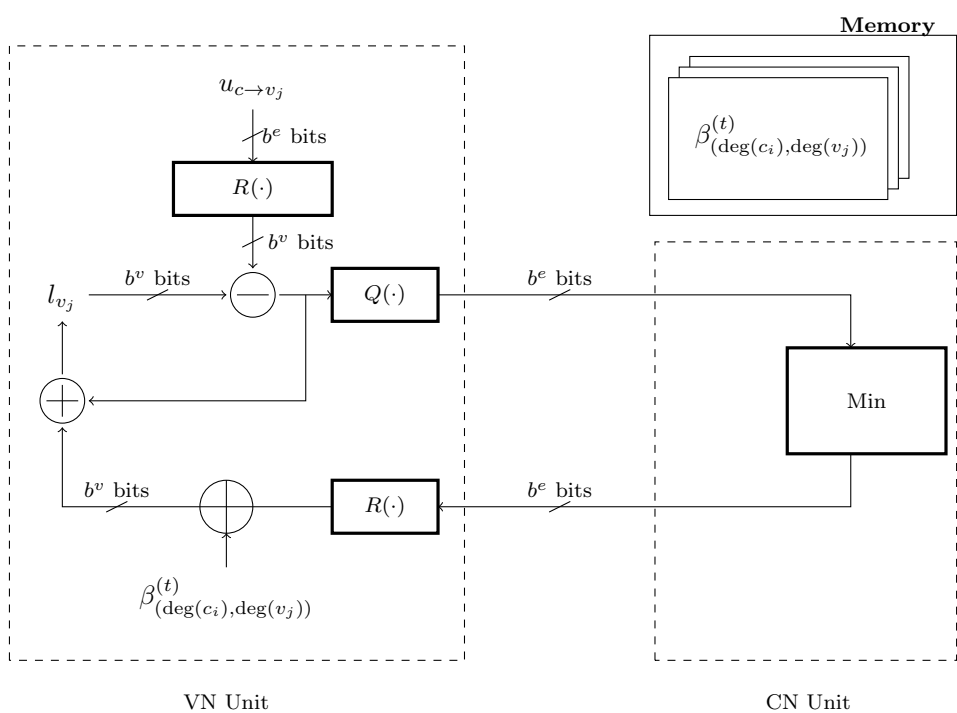 Memory
u_{c→v_j}
b^e bits
β^{(t)}_{(deg(c_i),deg(v_j))}
R(·)
b^v bits
l_{v_j}
b^v bits
Q(·)
b^e bits
Min
b^v bits
R(·)
b^e bits
β^{(t)}_{(deg(c_i),deg(v_j))}
VN Unit
CN Unit